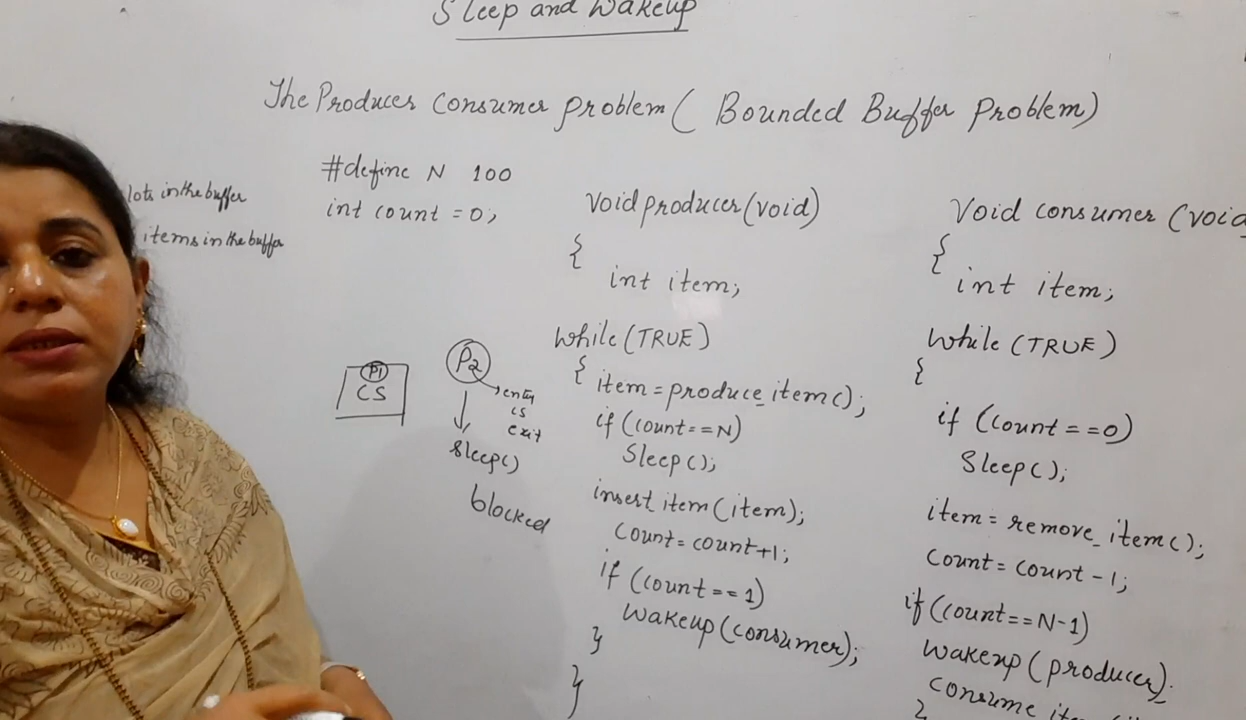 Sleep and Wakeup
The Producer Consumer problem ( Bounded Buffer Problem)
#define N 100
lots in the buffer
int count = 0;
items in the buffer
P1
CS
P2
entry
cs
exit
Sleep()
blocked
Void producer(void)
{
int item;
While (TRUE)
{ item = produce_item();
if (count == N)
Sleep();
insert item (item);
Count = count+1;
if (count == 1)
Wakeup (consumer);
}
}
Void consumer (void
{
int item;
While (TRUE)
{
if (count == 0)
Sleep();
item = remove_item();
Count = count - 1;
if (count == N-1)
Wakeup (producer);
Consume
}